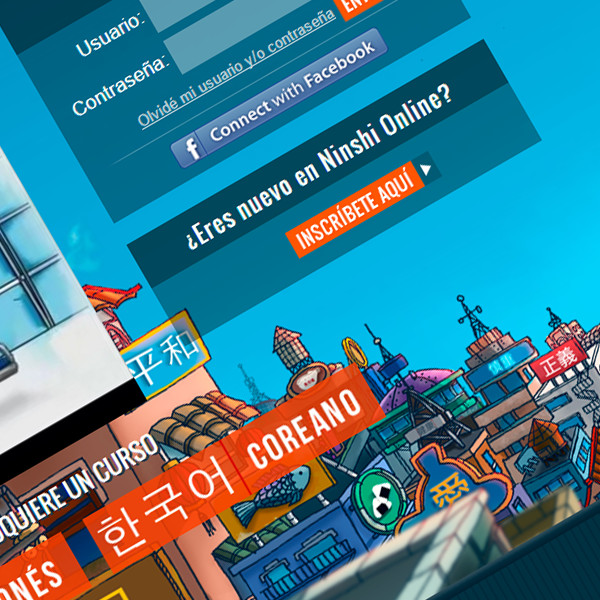 Usuario:
Contraseña:
Olvidé mi usuario y/o contraseña
f Connect with Facebook
¿Eres nuevo en Ninshi Online?
INSCRÍBETE AQUÍ
平和
正義
愛
UN CURSO
한국어 COREANO